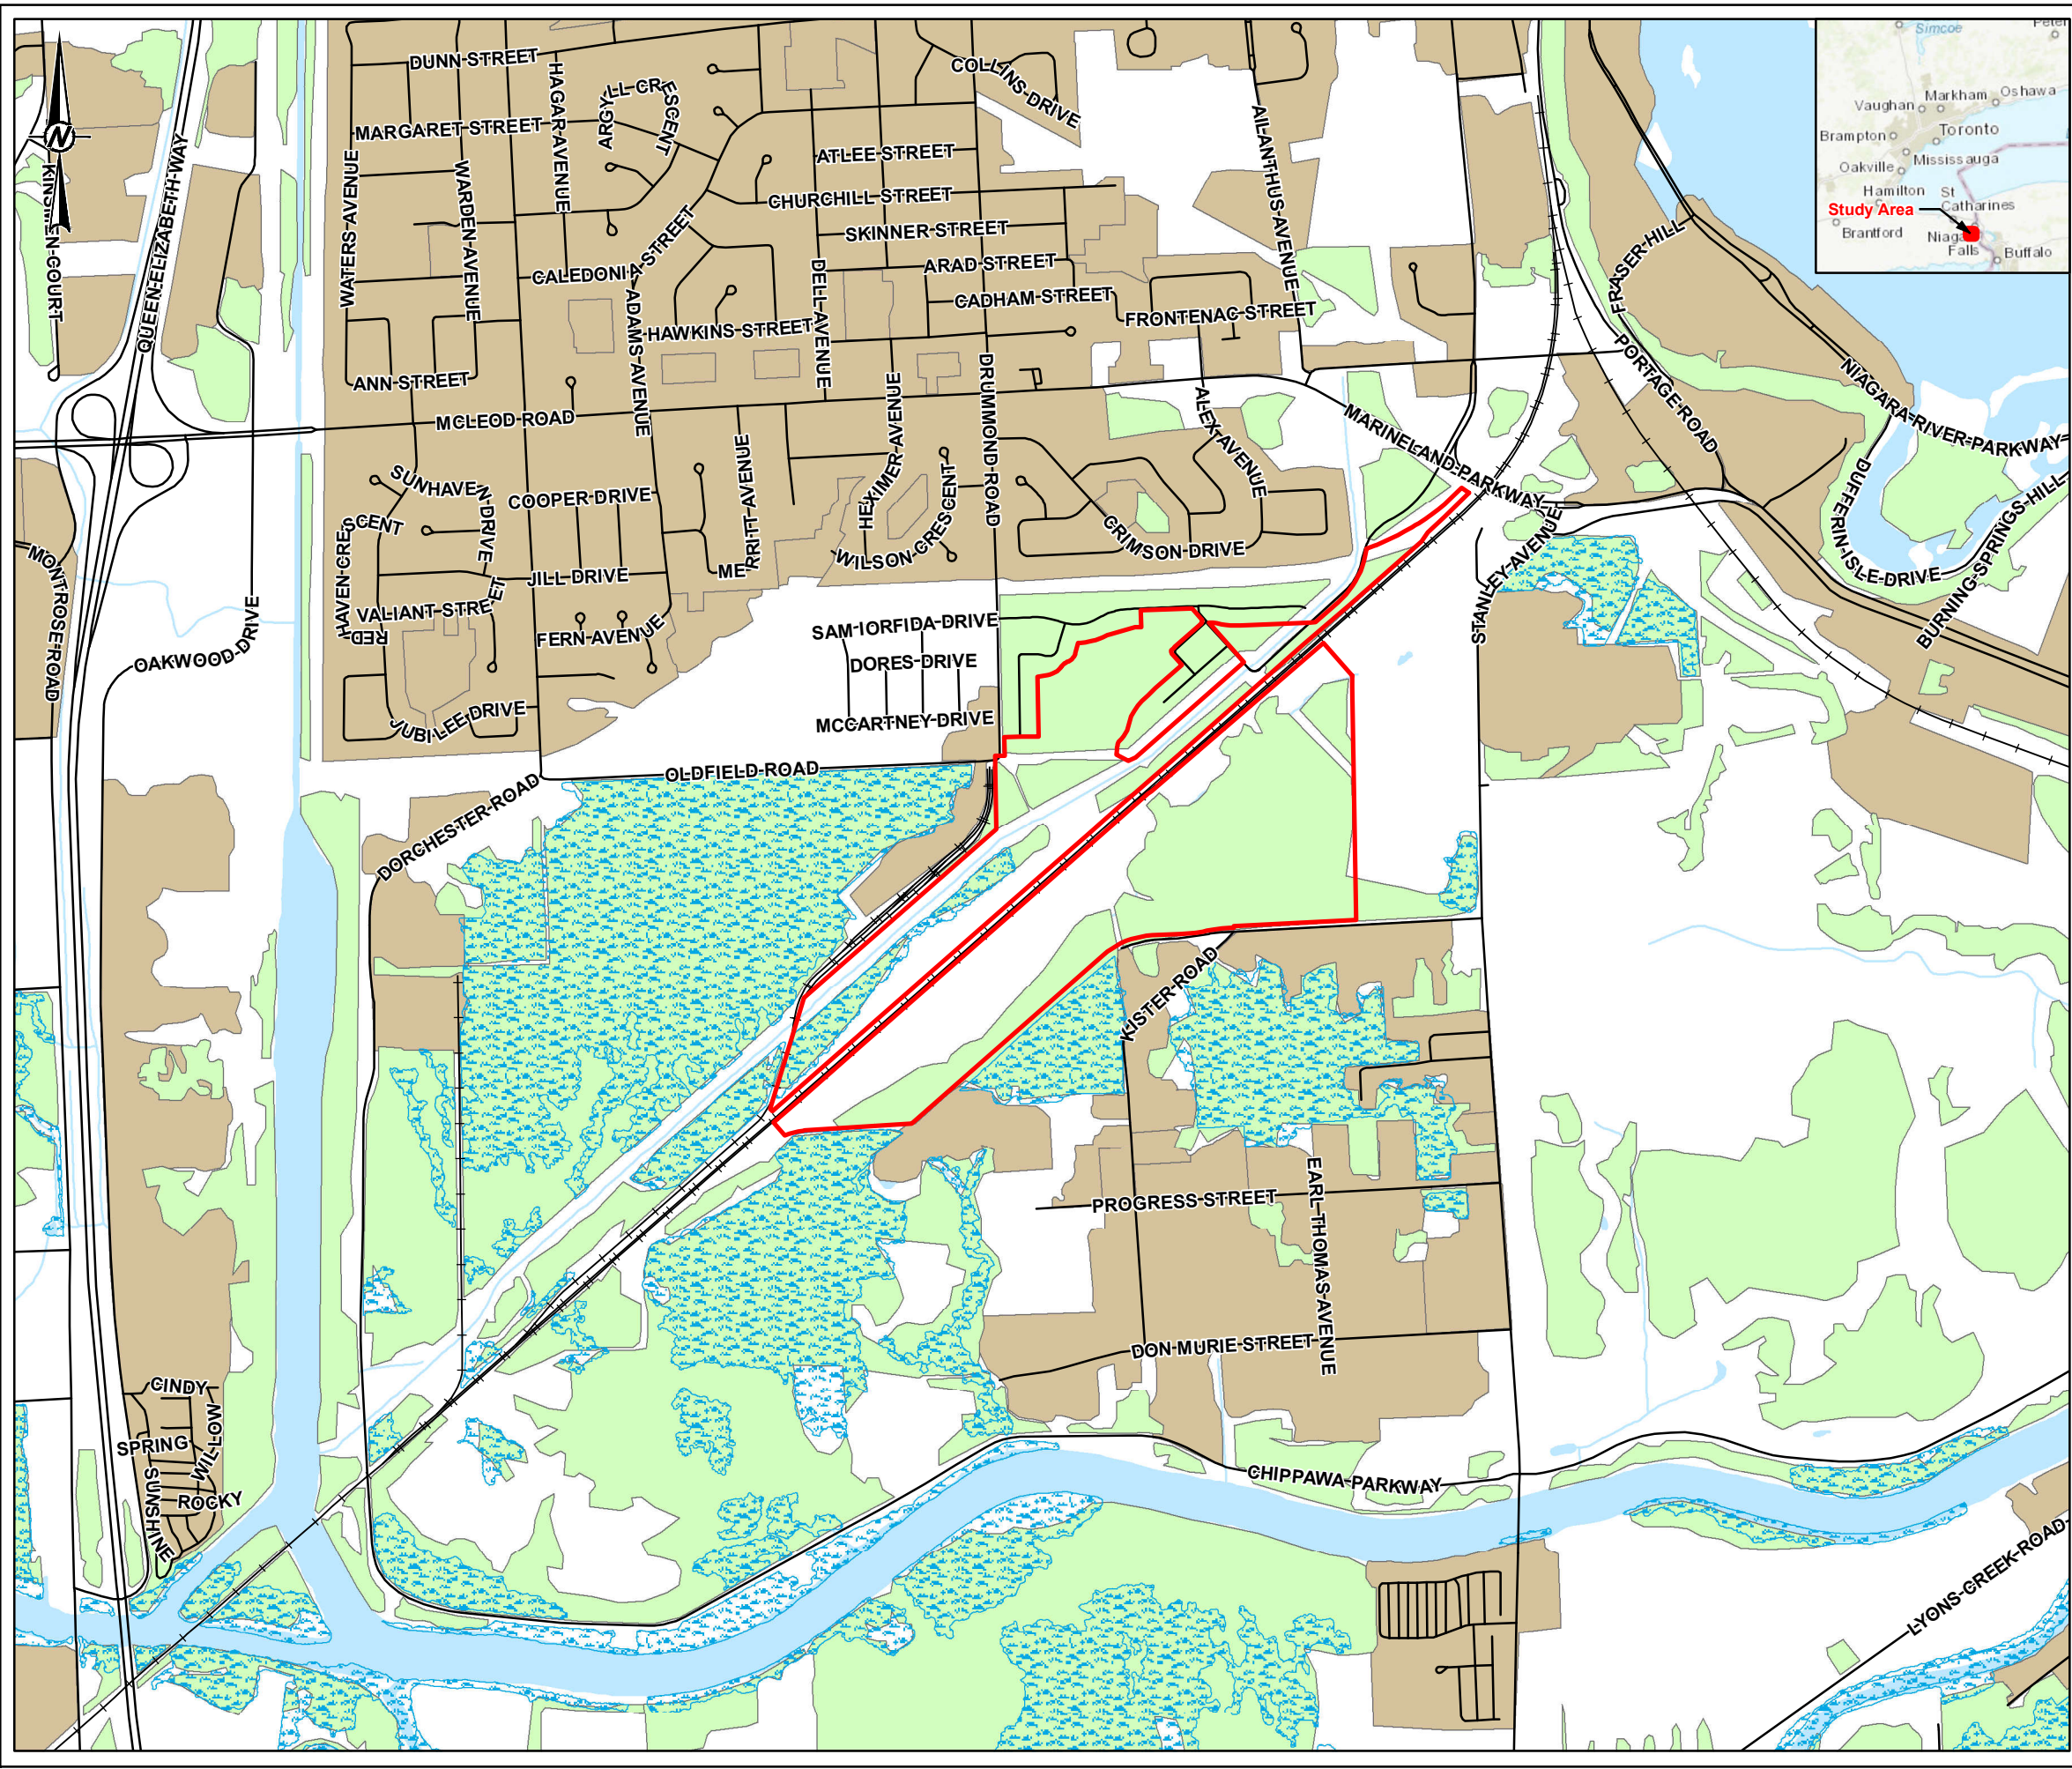 Simcoe
Vaughan
Markham
Oshawa
Brampton
Toronto
Oakville
Mississauga
Hamilton
St
Catharines
Study Area
Brantford
Falls
Buffalo
N
KINSMEN COURT
QUEEN ELIZABETH WAY
DUNN STREET
HAGAR AVENUE
ARGYLL CRESCENT
COLLINS DRIVE
MARGARET STREET
WATERS AVENUE
WARDEN AVENUE
ATLEE STREET
AILANTHUS AVENUE
CHURCHILL STREET
SKINNER STREET
CALEDONIA STREET
ARAD STREET
DELL AVENUE
ADAMS AVENUE
CADHAM STREET
FRONTENAC STREET
HAWKINS STREET
FRASER HILL
PORTAGE ROAD
NIAGARA RIVER PARKWAY
ANN STREET
MCLEOD ROAD
DRUMMOND ROAD
HEXIMER AVENUE
ALEX AVENUE
MARINELAND PARKWAY
SUNHAVEN DRIVE
COOPER DRIVE
MERRITT AVENUE
WILSON CRESCENT
CRIMSON DRIVE
DUFFERIN ISLE DRIVE
BURNING SPRINGS HILL
STANLEY AVENUE
MONTROSE ROAD
OAKWOOD DRIVE
RED HAVEN CRESCENT
JILL DRIVE
VALIANT STREET
FERN AVENUE
SAM IORFIDA DRIVE
DORES DRIVE
MCCARTNEY DRIVE
JUBILEE DRIVE
OLDFIELD ROAD
DORCHESTER ROAD
KISTER ROAD
PROGRESS STREET
EARL THOMAS AVENUE
DON MURIE STREET
CHIPPAWA PARKWAY
LYONS CREEK ROAD
CINDY
WILLOW
SPRING
SUNSHINE
ROCKY